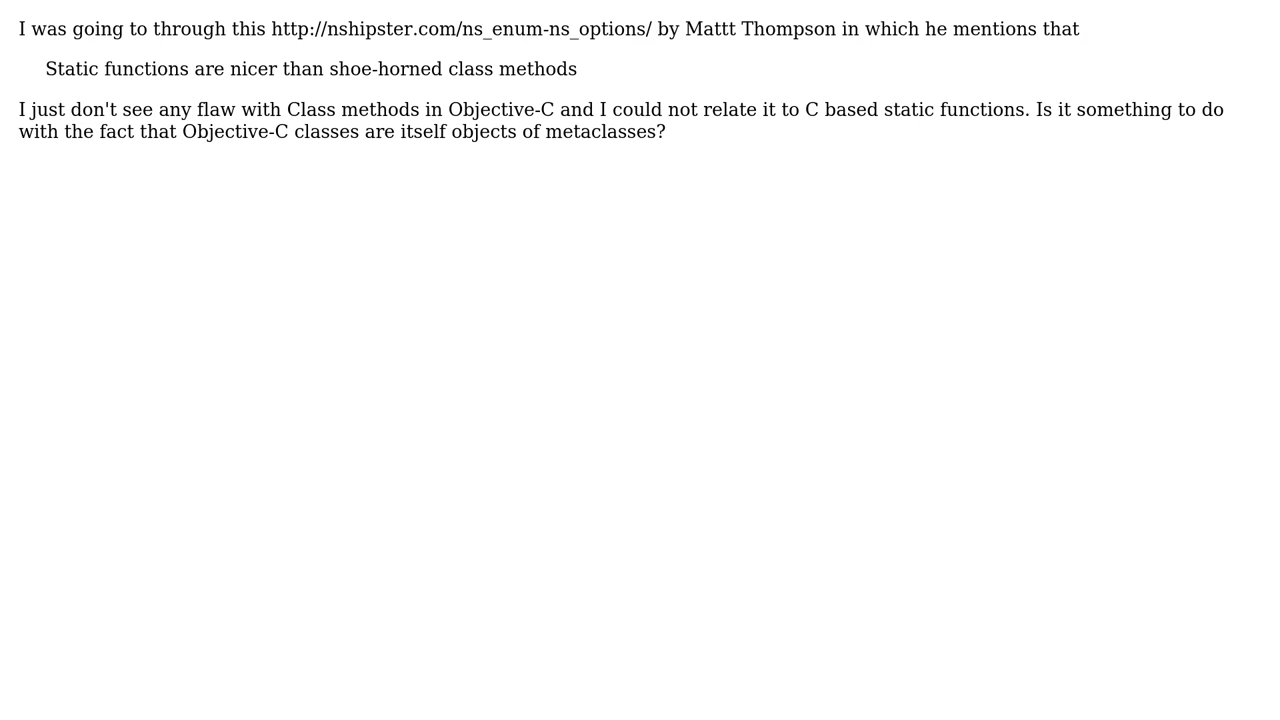 I was going to through this http://nshipster.com/ns_enum-ns_options/ by Mattt Thompson in which he mentions that
Static functions are nicer than shoe-horned class methods
I just don't see any flaw with Class methods in Objective-C and I could not relate it to C based static functions. Is it something to do
with the fact that Objective-C classes are itself objects of metaclasses?